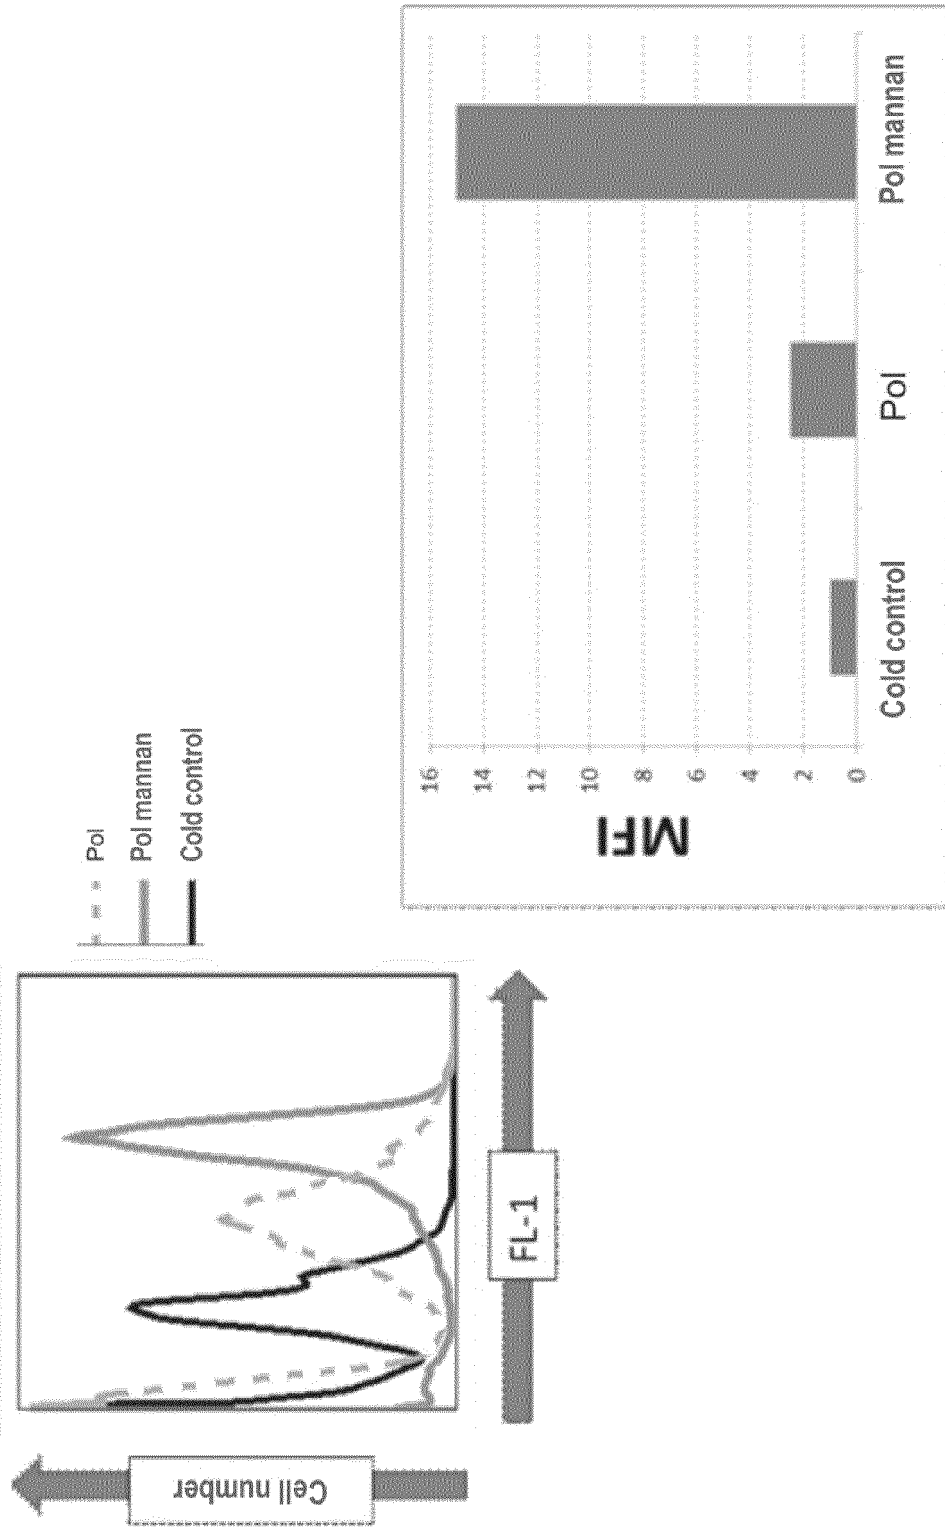 Cell number
FL-1
Pol
Pol mannan
Cold control
MFI
16
14
12
10
8
6
4
2
0
Cold control
Pol
Pol mannan